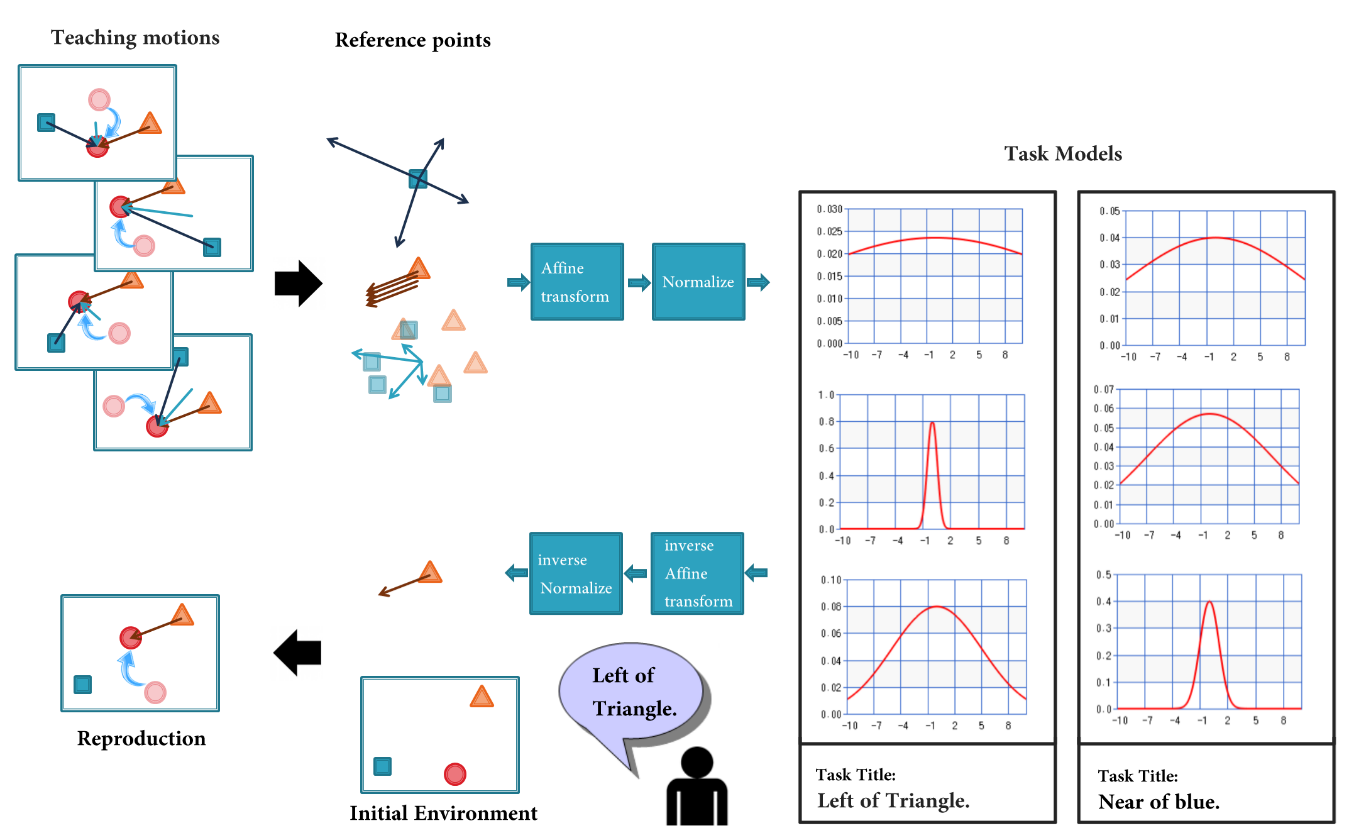 Teaching motions
Reference points
Affine
transform
Normalize
Task Models
0.030
0.025
0.020
0.015
0.010
0.005
0.000
-10 -7 -4 -1 2 5 8
0.05
0.04
0.03
0.02
0.01
0.00
-10 -7 -4 -1 2 5 8
1.0
0.8
0.6
0.4
0.2
0.0
-10 -7 -4 -1 2 5 8
0.07
0.06
0.05
0.04
0.03
0.02
0.01
0.00
-10 -7 -4 -1 2 5 8
0.10
0.08
0.06
0.04
0.02
0.00
-10 -7 -4 -1 2 5 8
0.5
0.4
0.3
0.2
0.1
0.0
-10 -7 -4 -1 2 5 8
inverse
Normalize
inverse
Affine
transform
Left of
Triangle.
Reproduction
Initial Environment
Task Title:
Left of Triangle.
Task Title:
Near of blue.